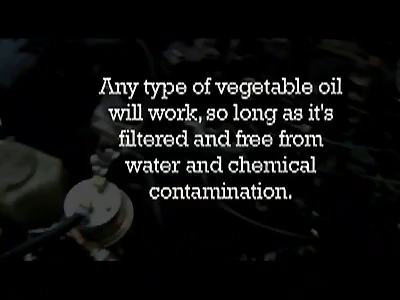 Any type of vegetable oil
will work, so long as it's
filtered and free from
water and chemical
contamination.